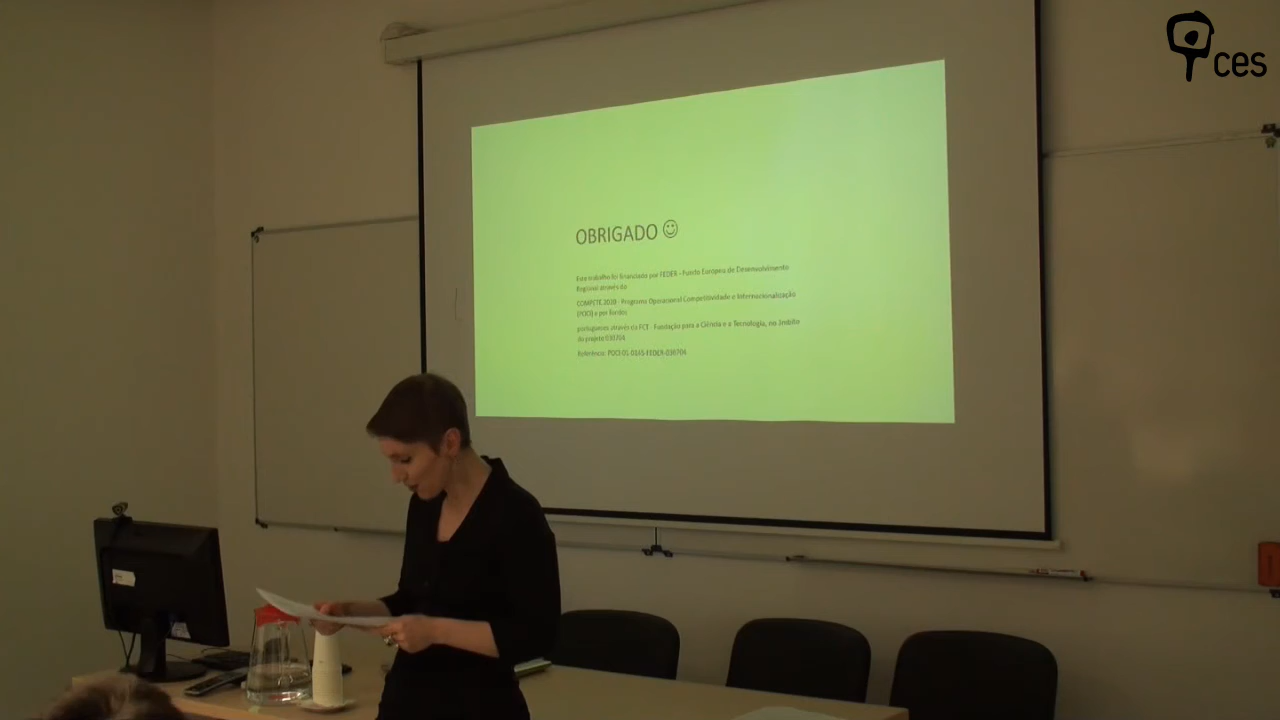 ces
OBRIGADO ☺
Este trabalho foi financiado por FEDER - Fundo Europeu de Desenvolvimento
Regional através do
COMPETE 2020 - Programa Operacional Competitividade e Internacionalização
(POCI) e por fundos
portugueses através da FCT - Fundação para a Ciência e a Tecnologia, no âmbito
do projeto 030704
Referência: POCI-01-0145-FEDER-030704